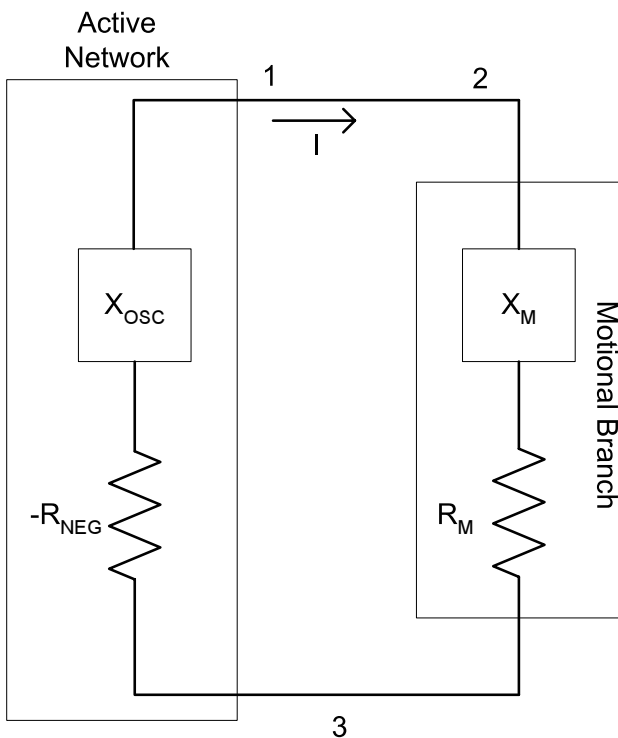 Active
Network
1
2
I
X_OSC
X_M
Motional Branch
-R_NEG
R_M
3